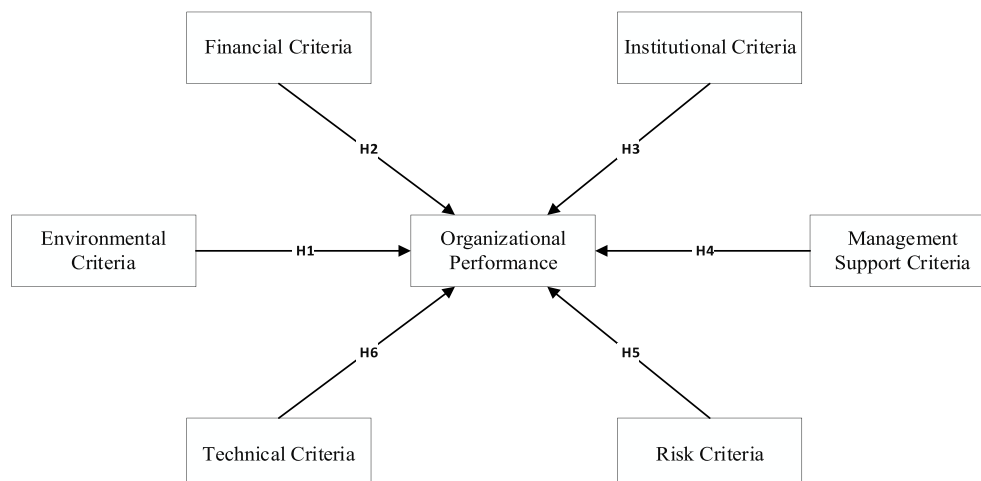 Financial Criteria
Institutional Criteria
H2
H3
Environmental
Criteria
H1
Organizational
Performance
H4
Management
Support Criteria
H6
H5
Technical Criteria
Risk Criteria